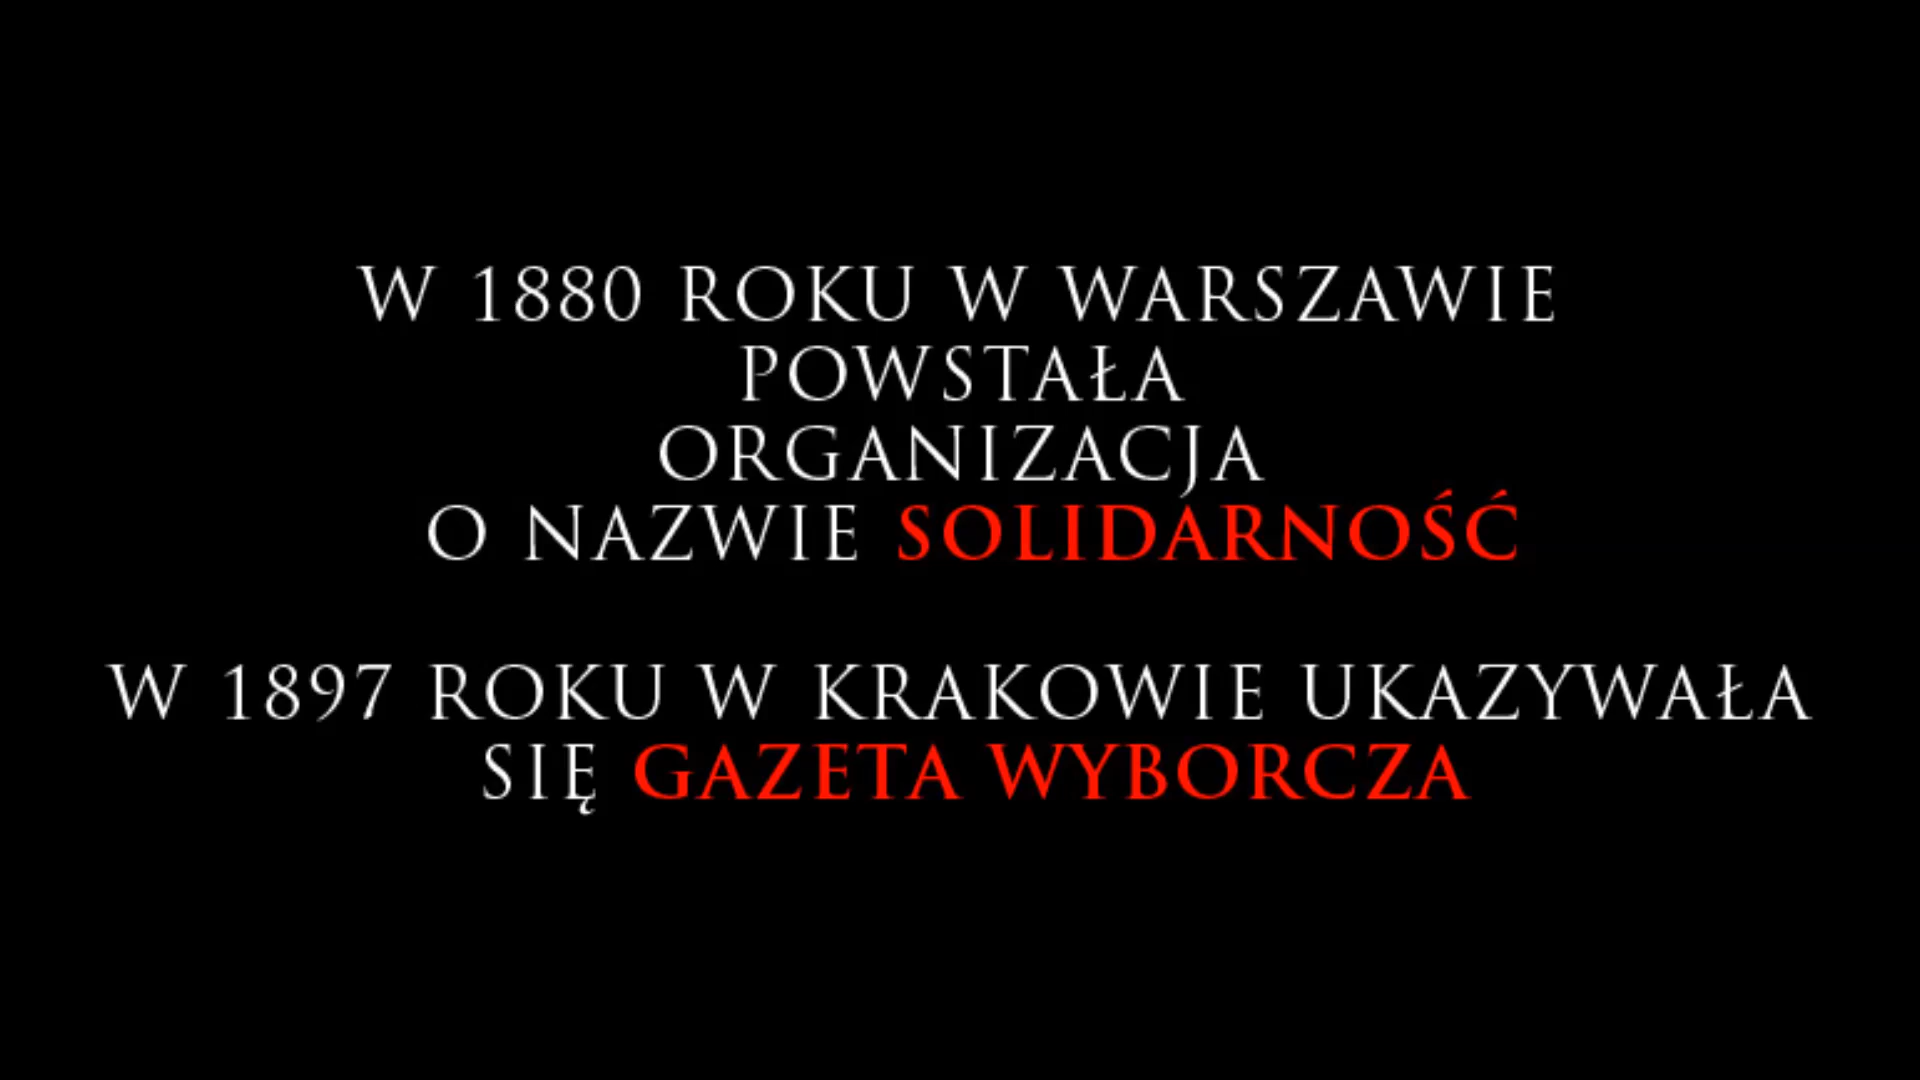 W 1880 ROKU W WARSZAWIE
POWSTAŁA
ORGANIZACJA
O NAZWIE SOLIDARNOŚĆ
W 1897 ROKU W KRAKOWIE UKAZYWAŁA
SIĘ GAZETA WYBORCZA